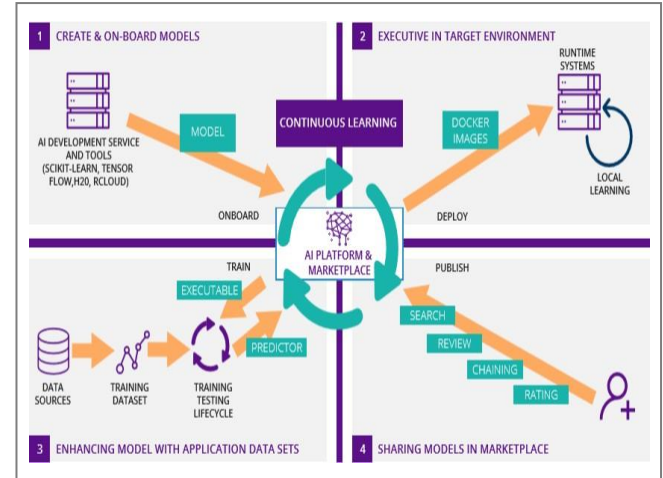 1 CREATE & ON-BOARD MODELS
AI DEVELOPMENT SERVICE
AND TOOLS
(SCIKIT-LEARN, TENSOR
FLOW,H20, RCLOUD)
MODEL
ONBOARD
CONTINUOUS LEARNING
2 EXECUTIVE IN TARGET ENVIRONMENT
RUNTIME
SYSTEMS
DOCKER
IMAGES
LOCAL
LEARNING
DEPLOY
AI PLATFORM &
MARKETPLACE
TRAIN
EXECUTABLE
PREDICTOR
DATA
SOURCES
TRAINING
DATASET
TRAINING
TESTING
LIFECYCLE
3 ENHANCING MODEL WITH APPLICATION DATA SETS
PUBLISH
SEARCH
REVIEW
CHAINING
RATING
4 SHARING MODELS IN MARKETPLACE